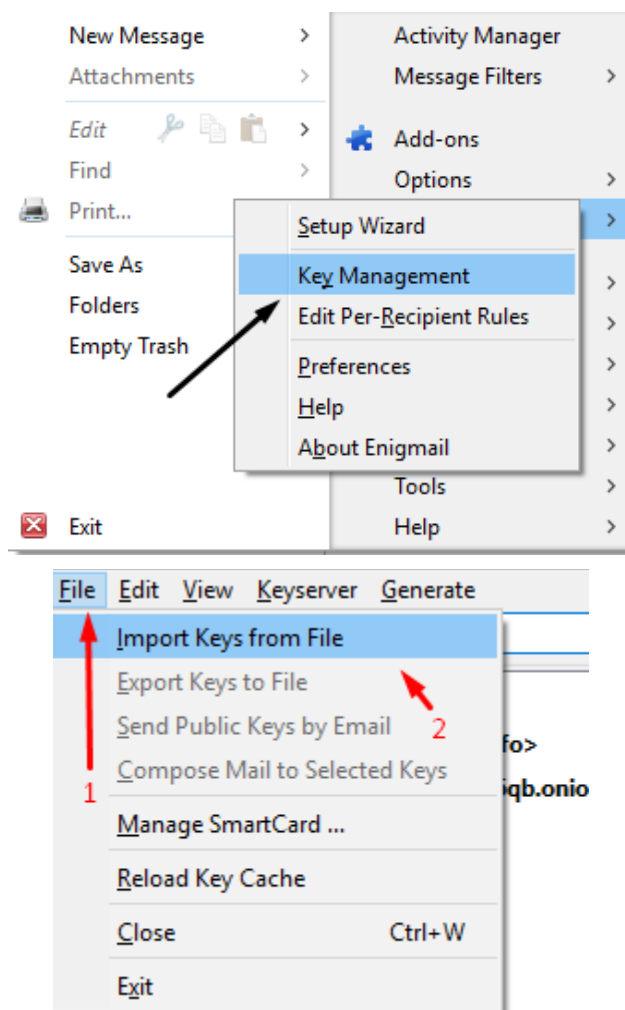 New Message
Activity Manager
Attachments
Message Filters
Edit
Add-ons
Find
Options
Print...
Setup Wizard
Save As
Key Management
Folders
Edit Per-Recipient Rules
Empty Trash
Preferences
Help
About Enigmail
Tools
Exit
Help
File Edit View Keyserver Generate
Import Keys from File
Export Keys to File
Send Public Keys by Email
2
fo>
Compose Mail to Selected Keys
1
iqb.onio
Manage SmartCard ...
Reload Key Cache
Close Ctrl+W
Exit